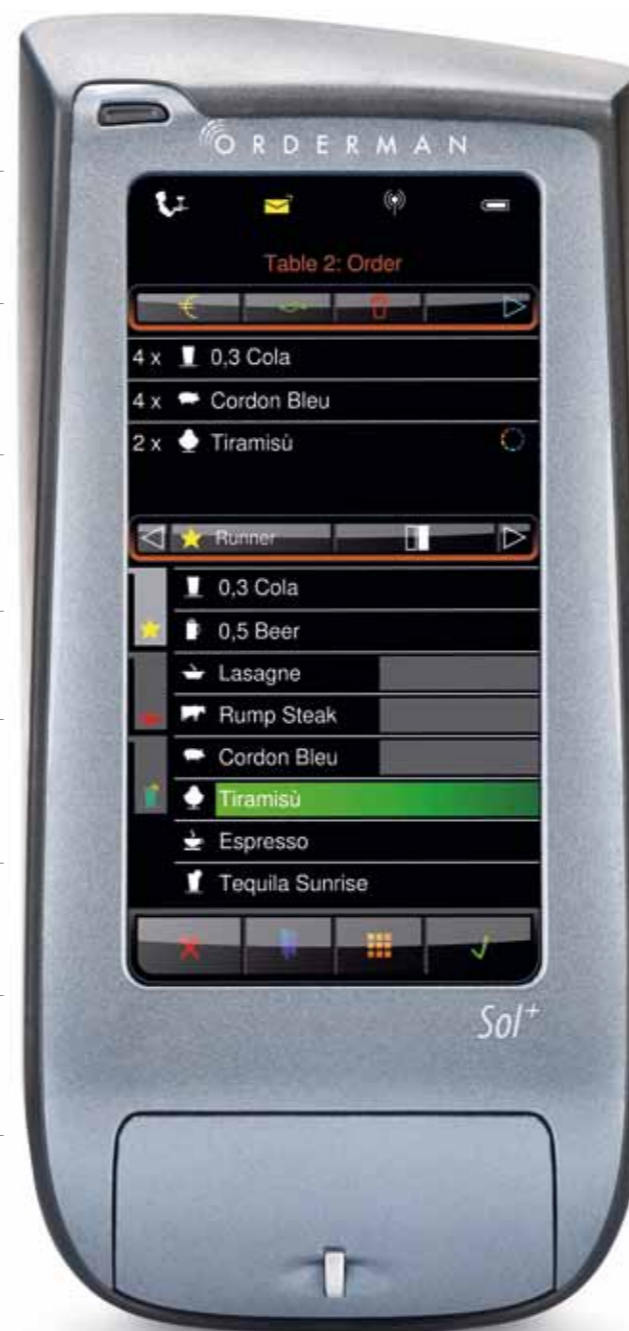 ORDERMAN
Table 2: Order
€
4 x 0,3 Cola
4 x Cordon Bleu
2 x Tiramisù
Runner
0,3 Cola
0,5 Beer
Lasagne
Rump Steak
Cordon Bleu
Tiramisù
Espresso
Tequila Sunrise
Sol+